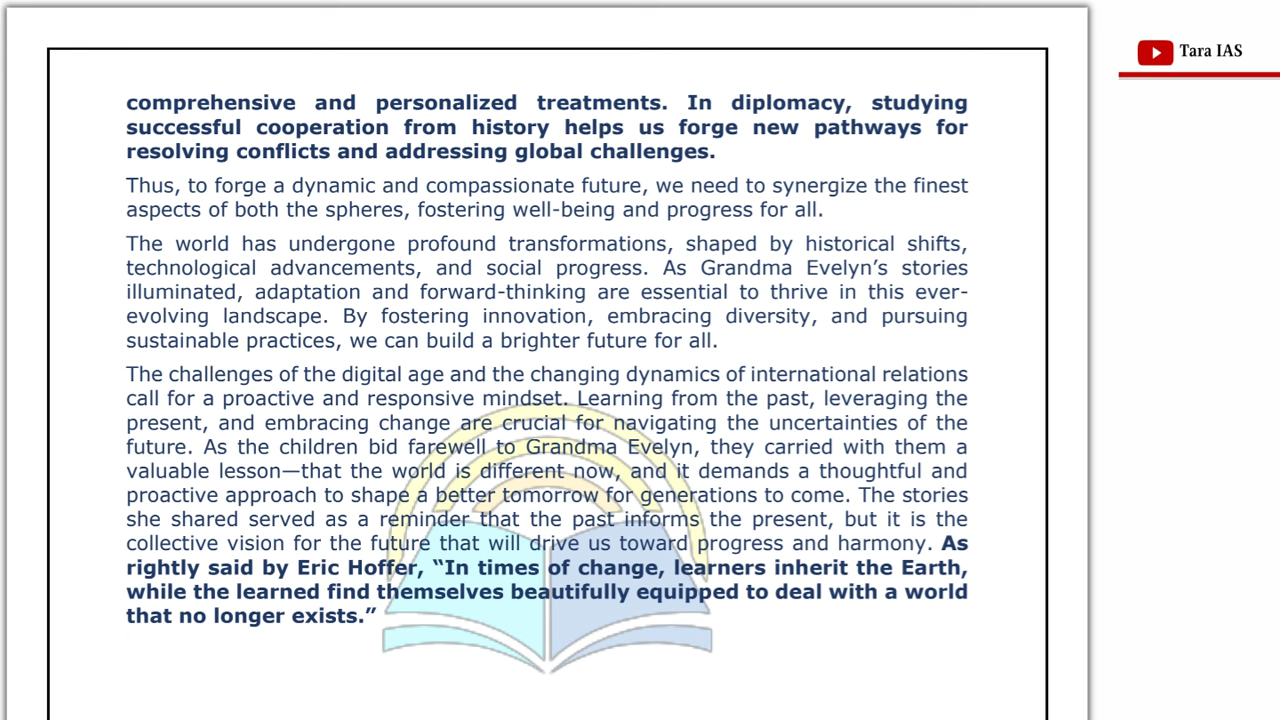 Tara IAS
comprehensive and personalized treatments. In diplomacy, studying
successful cooperation from history helps us forge new pathways for
resolving conflicts and addressing global challenges.
Thus, to forge a dynamic and compassionate future, we need to synergize the finest
aspects of both the spheres, fostering well-being and progress for all.
The world has undergone profound transformations, shaped by historical shifts,
technological advancements, and social progress. As Grandma Evelyn’s stories
illuminated, adaptation and forward-thinking are essential to thrive in this ever-
evolving landscape. By fostering innovation, embracing diversity, and pursuing
sustainable practices, we can build a brighter future for all.
The challenges of the digital age and the changing dynamics of international relations
call for a proactive and responsive mindset. Learning from the past, leveraging the
present, and embracing change are crucial for navigating the uncertainties of the
future. As the children bid farewell to Grandma Evelyn, they carried with them a
valuable lesson—that the world is different now, and it demands a thoughtful and
proactive approach to shape a better tomorrow for generations to come. The stories
she shared served as a reminder that the past informs the present, but it is the
collective vision for the future that will drive us toward progress and harmony. As
rightly said by Eric Hoffer, “In times of change, learners inherit the Earth,
while the learned find themselves beautifully equipped to deal with a world
that no longer exists.”